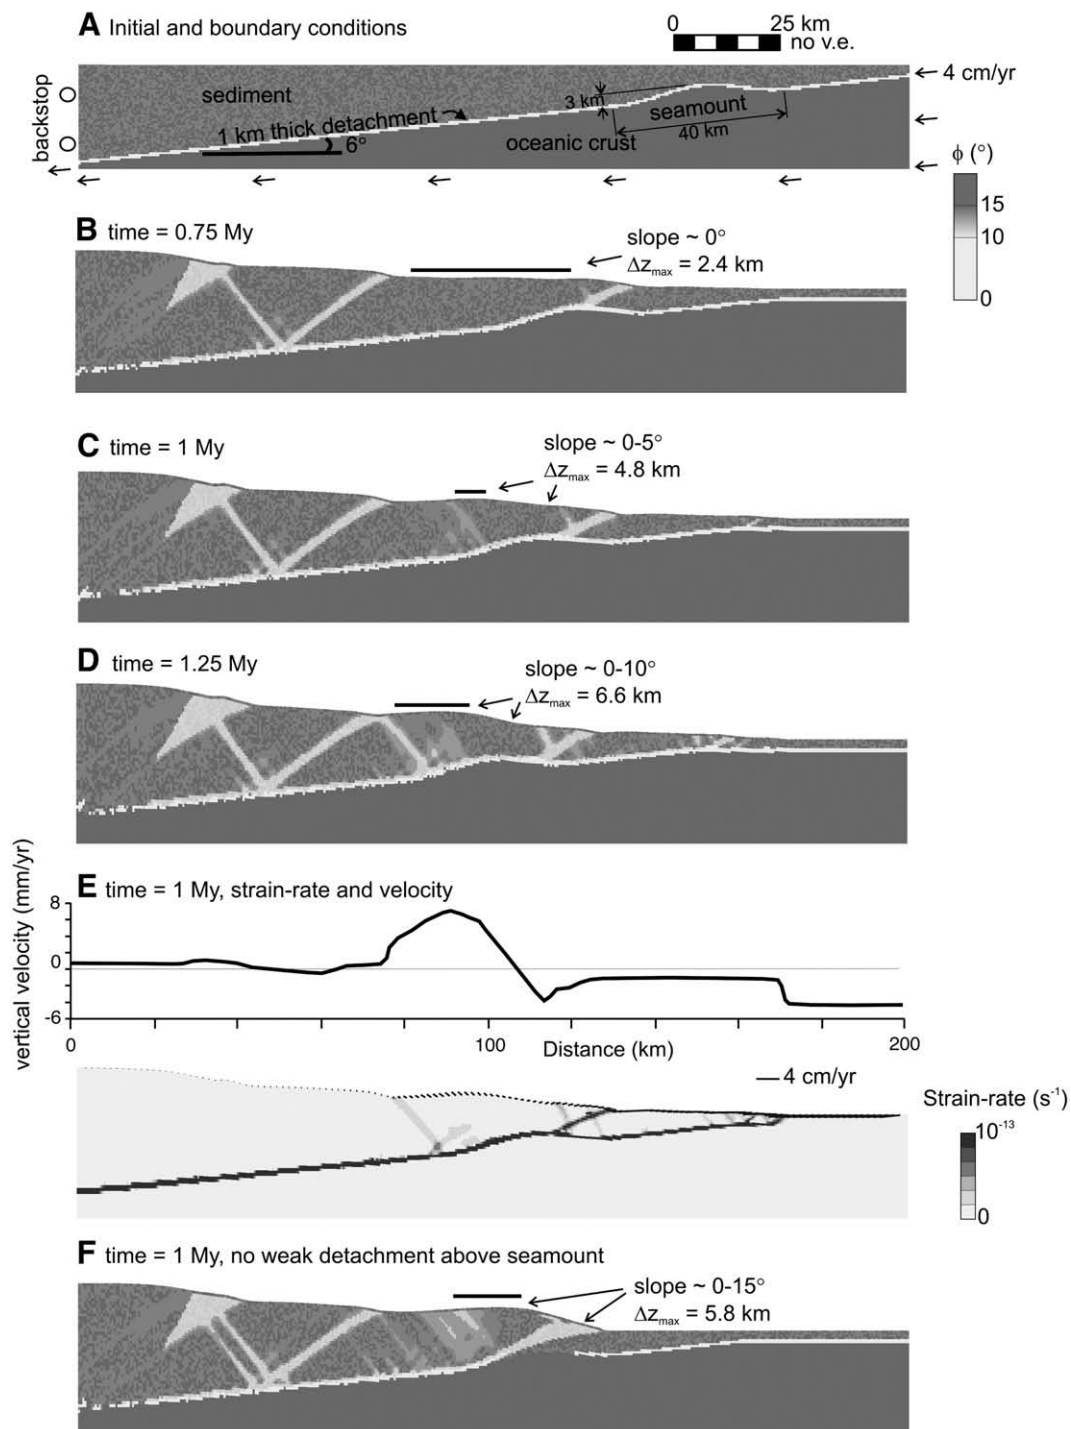 A Initial and boundary conditions
0 25 km
no v.e.
backstop
sediment
1 km thick detachment
6°
3 km
seamount
40 km
oceanic crust
4 cm/yr
ϕ (°)
15
10
0
B time = 0.75 My
slope ~ 0°
Δzmax = 2.4 km
C time = 1 My
slope ~ 0-5°
Δzmax = 4.8 km
D time = 1.25 My
slope ~ 0-10°
Δzmax = 6.6 km
E time = 1 My, strain-rate and velocity
vertical velocity (mm/yr)
8
0
-6
0 100 200
Distance (km)
4 cm/yr
Strain-rate (s-1)
10-13
0
F time = 1 My, no weak detachment above seamount
slope ~ 0-15°
Δzmax = 5.8 km